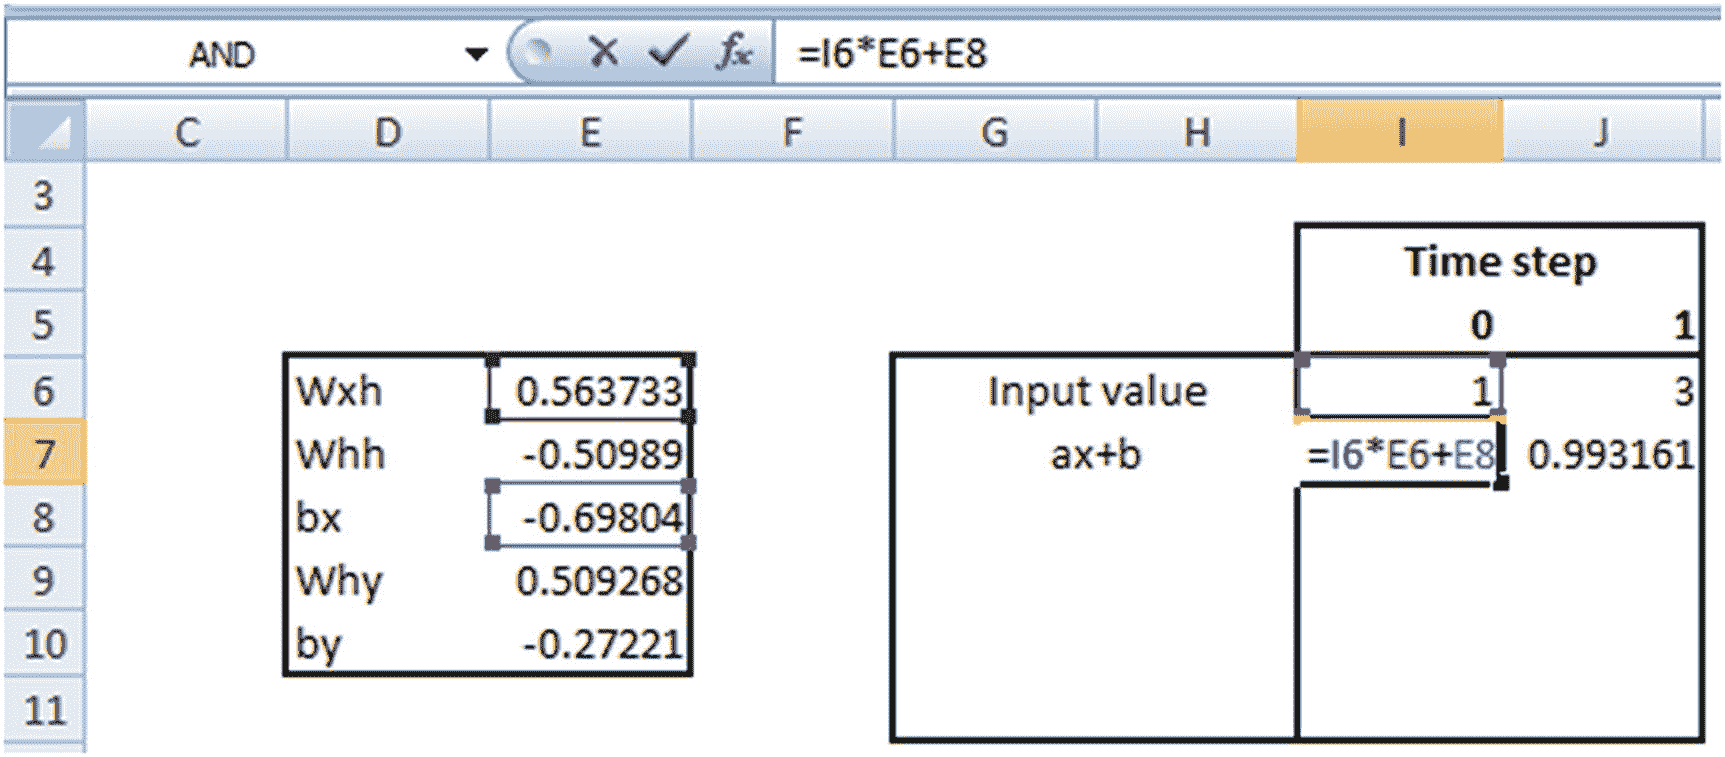 AND =I6*E6+E8
C D E F G H I J
3
4 Time step
5 0 1
6 Wxh 0.563733 Input value 1 3
7 Whh -0.50989 ax+b =I6*E6+E8 0.993161
8 bx -0.69804
9 Why 0.509268
10 by -0.27221
11